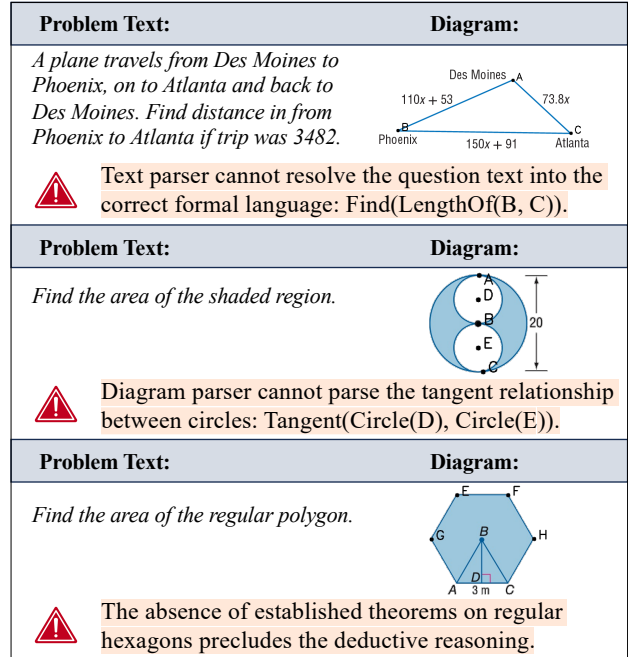 Problem Text: Diagram:
A plane travels from Des Moines to
Phoenix, on to Atlanta and back to
Des Moines. Find distance in from
Phoenix to Atlanta if trip was 3482.
Des Moines A
110x + 53 73.8x
B C
Phoenix 150x + 91 Atlanta
Text parser cannot resolve the question text into the
correct formal language: Find(LengthOf(B, C)).
Problem Text: Diagram:
Find the area of the shaded region.
A
D
B 20
E
C
Diagram parser cannot parse the tangent relationship
between circles: Tangent(Circle(D), Circle(E)).
Problem Text: Diagram:
Find the area of the regular polygon.
E F
G B H
D
A 3 m C
The absence of established theorems on regular
hexagons precludes the deductive reasoning.